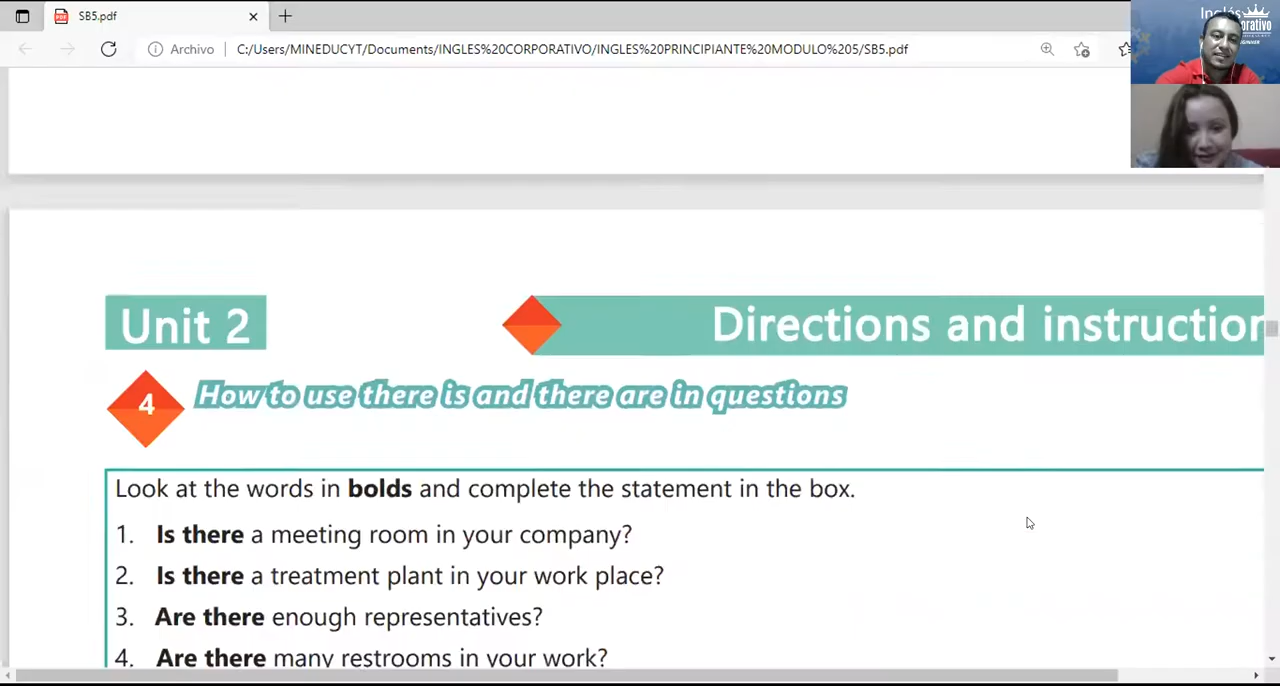 SB5.pdf
Archivo
C:/Users/MINEDUCYT/Documents/INGLES%20CORPORATIVO/INGLES%20PRINCIPIANTE%20MODULO%205/SB5.pdf
Unit 2
Directions and instruction
4
How to use there is and there are in questions
Look at the words in bolds and complete the statement in the box.
1. Is there a meeting room in your company?
2. Is there a treatment plant in your work place?
3. Are there enough representatives?
4. Are there many restrooms in your work?